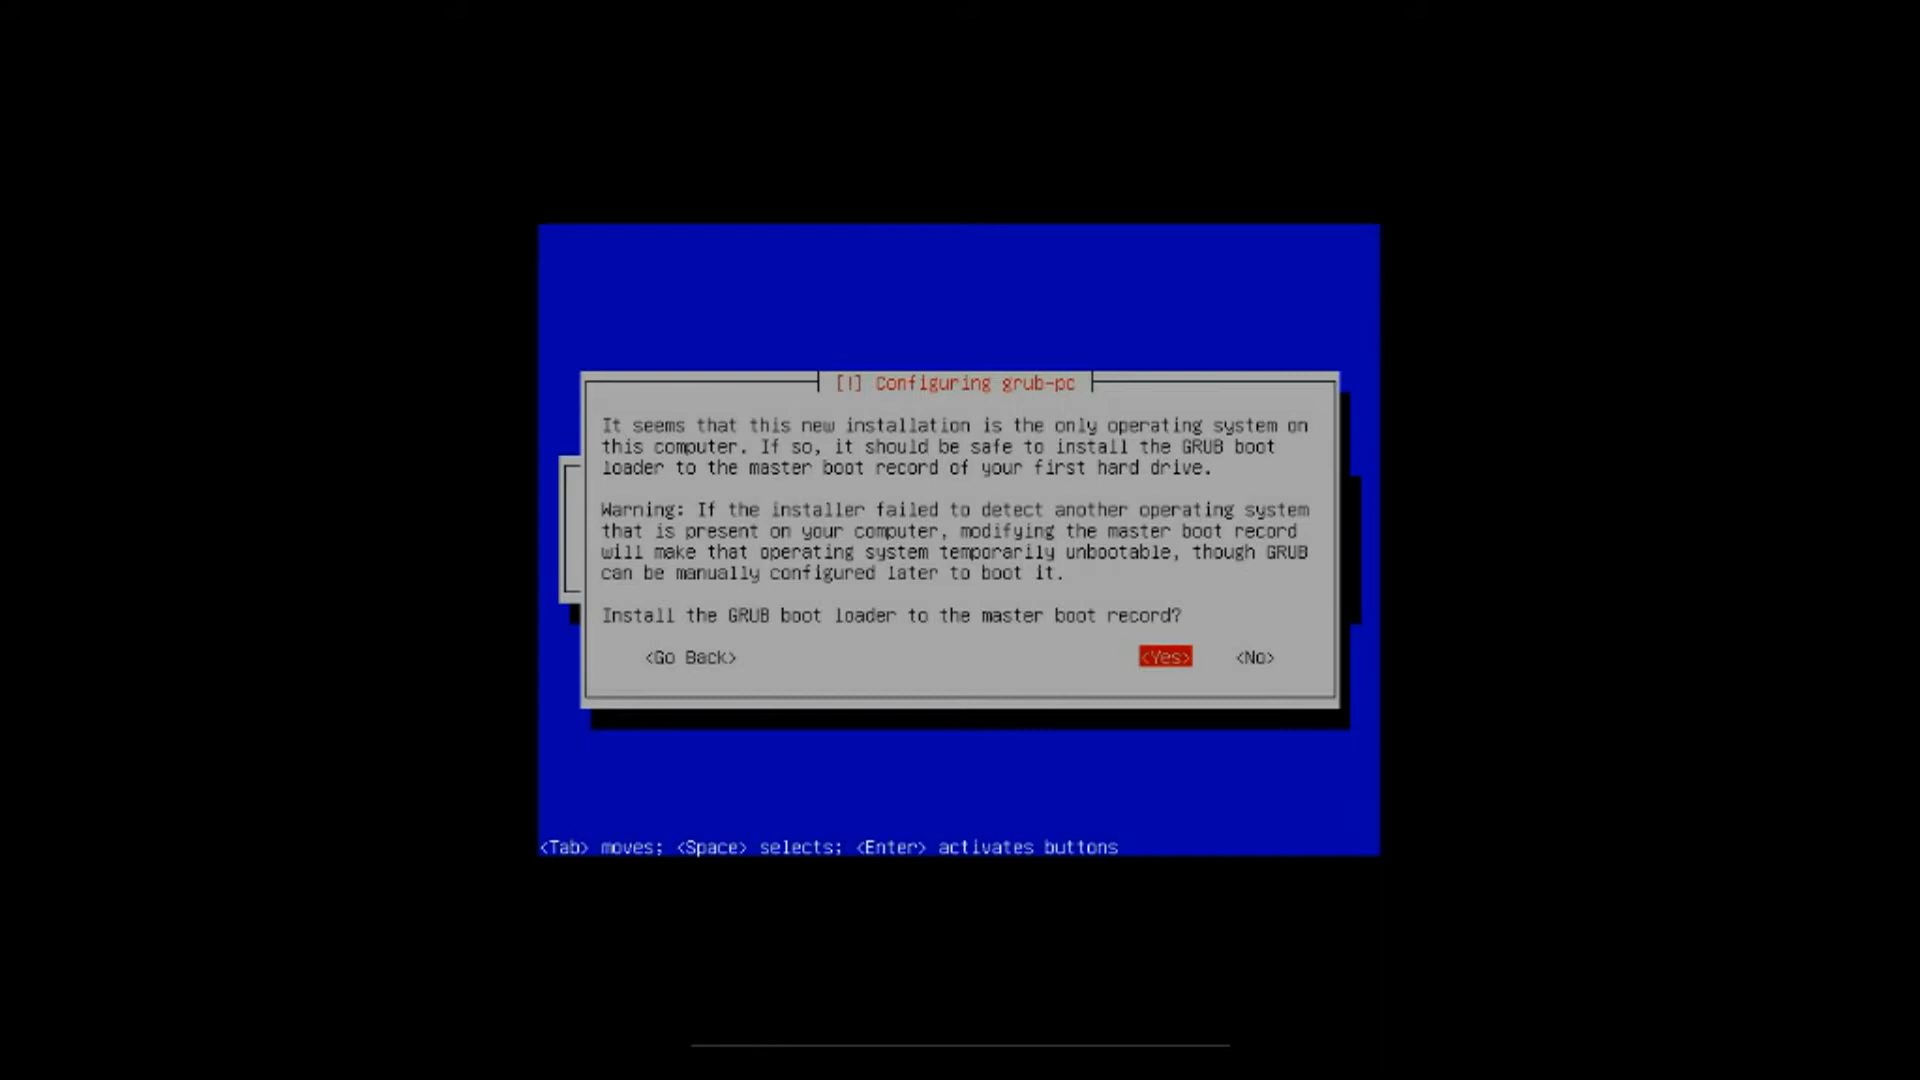 [!] Configuring grub-pc
It seems that this new installation is the only operating system on
this computer. If so, it should be safe to install the GRUB boot
loader to the master boot record of your first hard drive.
Warning: If the installer failed to detect another operating system
that is present on your computer, modifying the master boot record
will make that operating system temporarily unbootable, though GRUB
can be manually configured later to boot it.
Install the GRUB boot loader to the master boot record?
<Go Back> <Yes> <No>
<Tab> moves; <Space> selects; <Enter> activates buttons